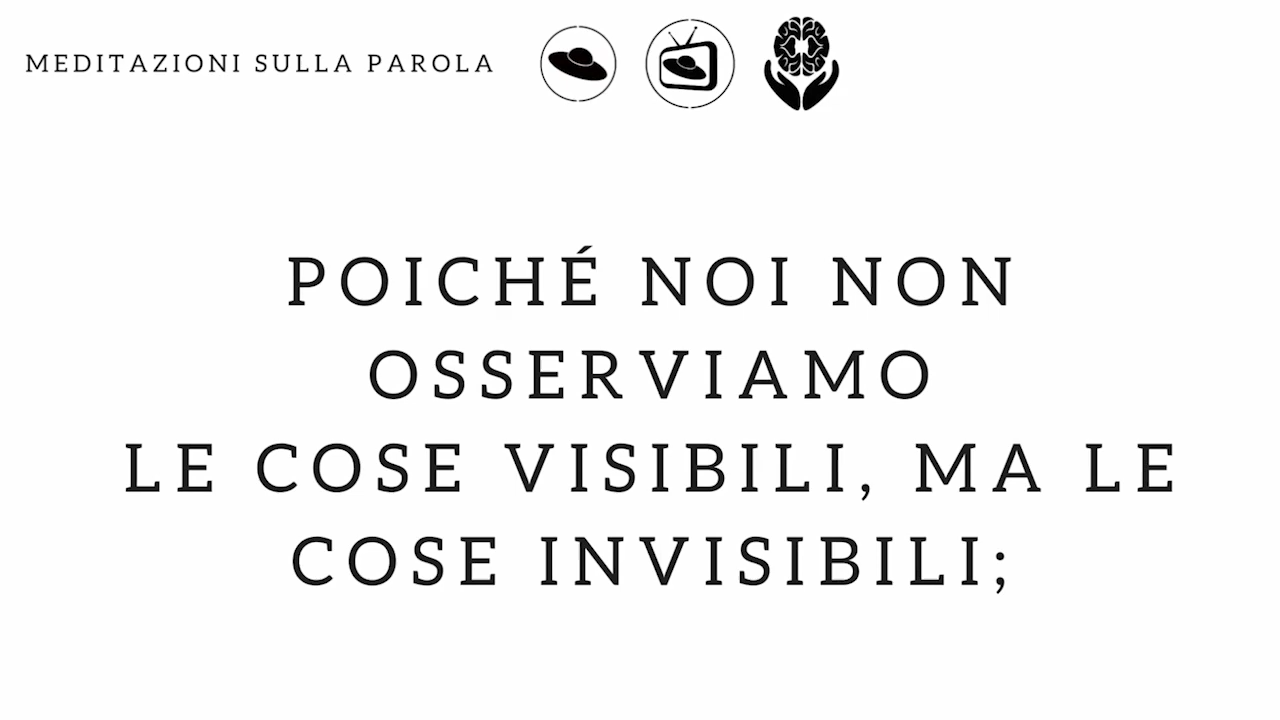 MEDITAZIONI SULLA PAROLA
POICHÉ NOI NON
OSSERVIAMO
LE COSE VISIBILI, MA LE
COSE INVISIBILI;